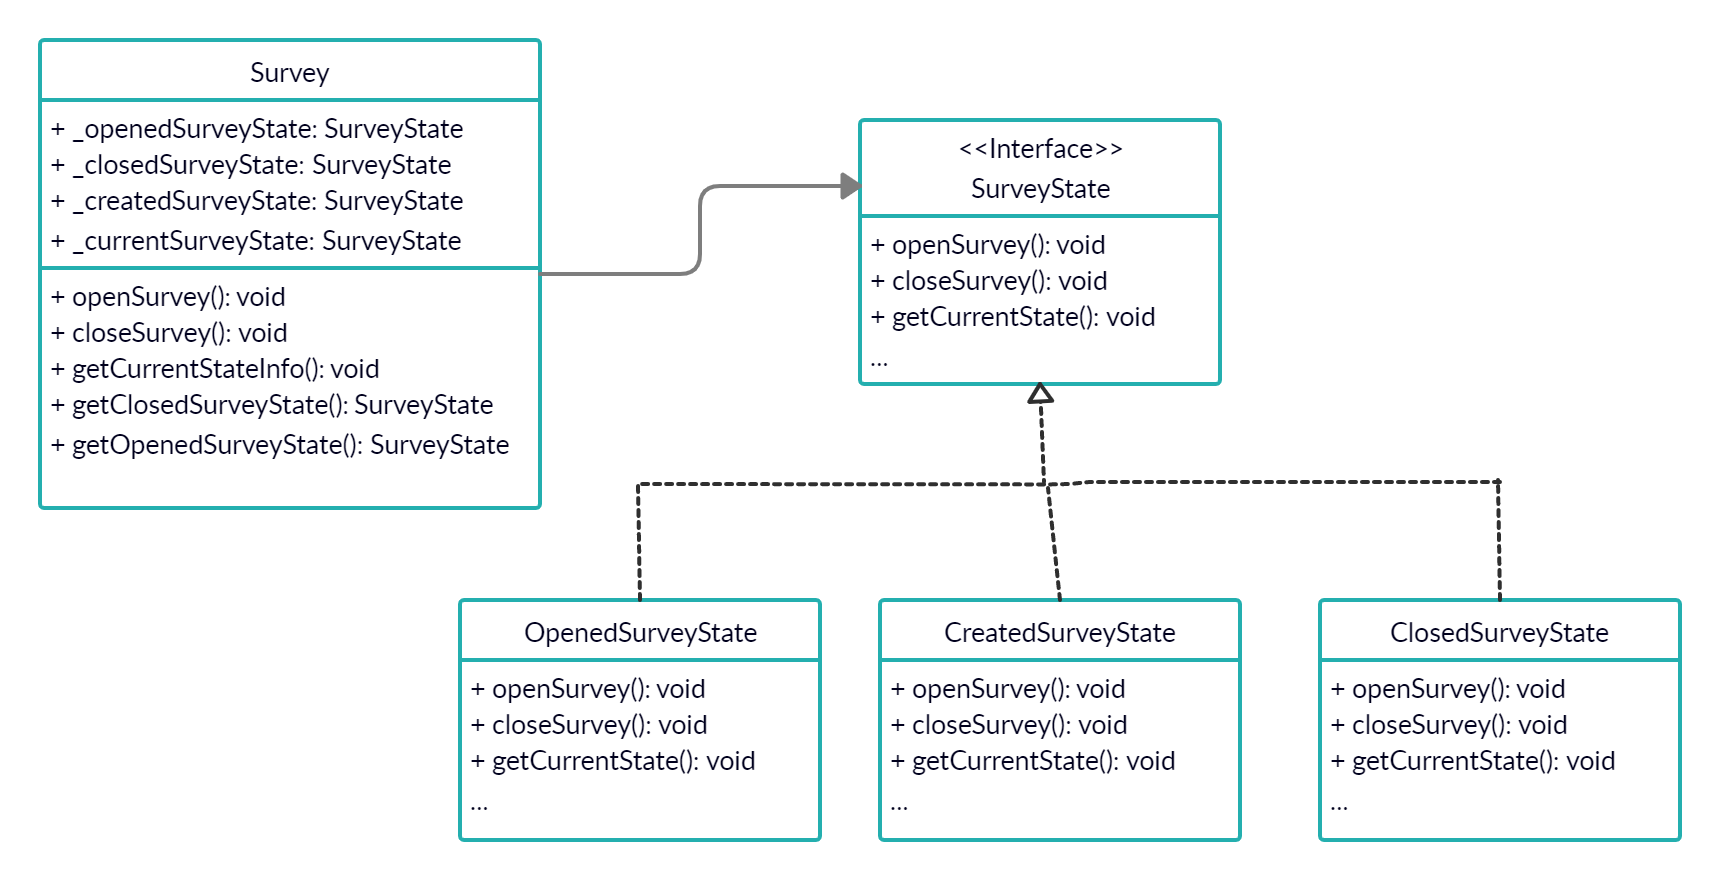 Survey
+ _openedSurveyState: SurveyState
+ _closedSurveyState: SurveyState
+ _createdSurveyState: SurveyState
+ _currentSurveyState: SurveyState
+ openSurvey(): void
+ closeSurvey(): void
+ getCurrentStateInfo(): void
+ getClosedSurveyState(): SurveyState
+ getOpenedSurveyState(): SurveyState
<<Interface>>
SurveyState
+ openSurvey(): void
+ closeSurvey(): void
+ getCurrentState(): void
...
OpenedSurveyState
+ openSurvey(): void
+ closeSurvey(): void
+ getCurrentState(): void
...
CreatedSurveyState
+ openSurvey(): void
+ closeSurvey(): void
+ getCurrentState(): void
...
ClosedSurveyState
+ openSurvey(): void
+ closeSurvey(): void
+ getCurrentState(): void
...